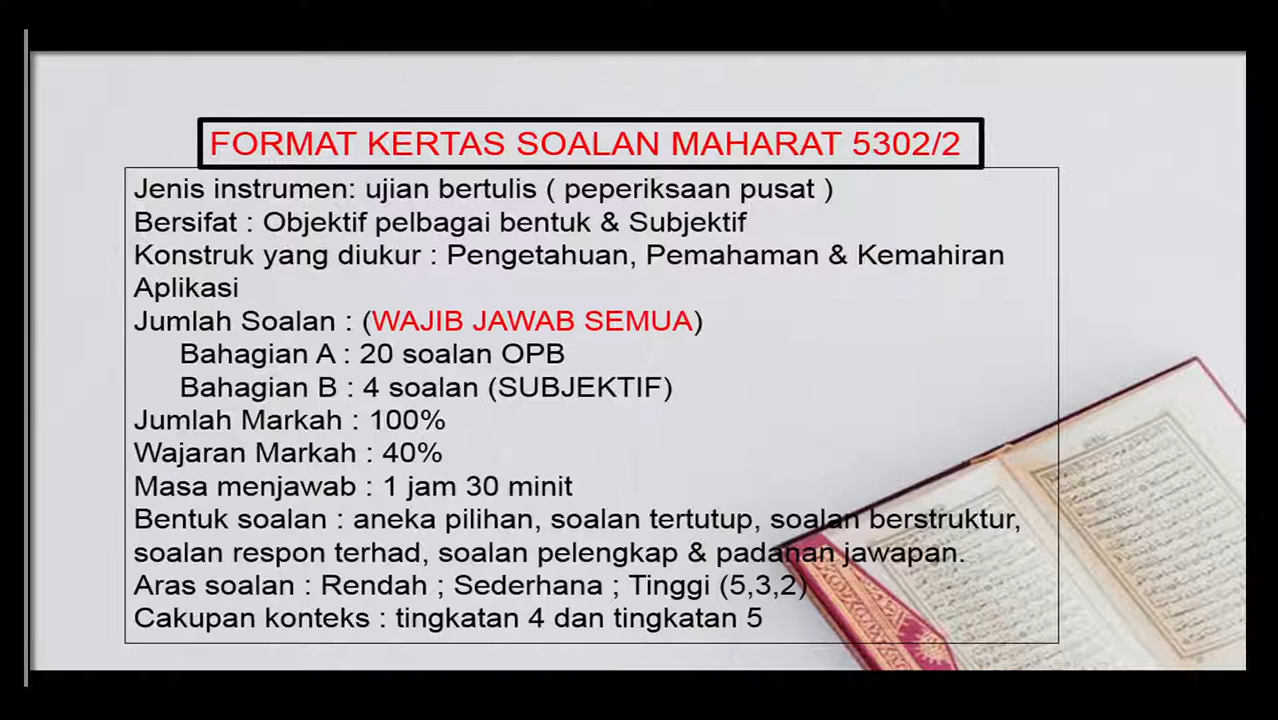 FORMAT KERTAS SOALAN MAHARAT 5302/2
Jenis instrumen: ujian bertulis ( peperiksaan pusat )
Bersifat : Objektif pelbagai bentuk & Subjektif
Konstruk yang diukur : Pengetahuan, Pemahaman & Kemahiran
Aplikasi
Jumlah Soalan : (WAJIB JAWAB SEMUA)
Bahagian A : 20 soalan OPB
Bahagian B : 4 soalan (SUBJEKTIF)
Jumlah Markah : 100%
Wajaran Markah : 40%
Masa menjawab : 1 jam 30 minit
Bentuk soalan : aneka pilihan, soalan tertutup, soalan berstruktur,
soalan respon terhad, soalan pelengkap & padanan jawapan.
Aras soalan : Rendah ; Sederhana ; Tinggi (5,3,2)
Cakupan konteks : tingkatan 4 dan tingkatan 5